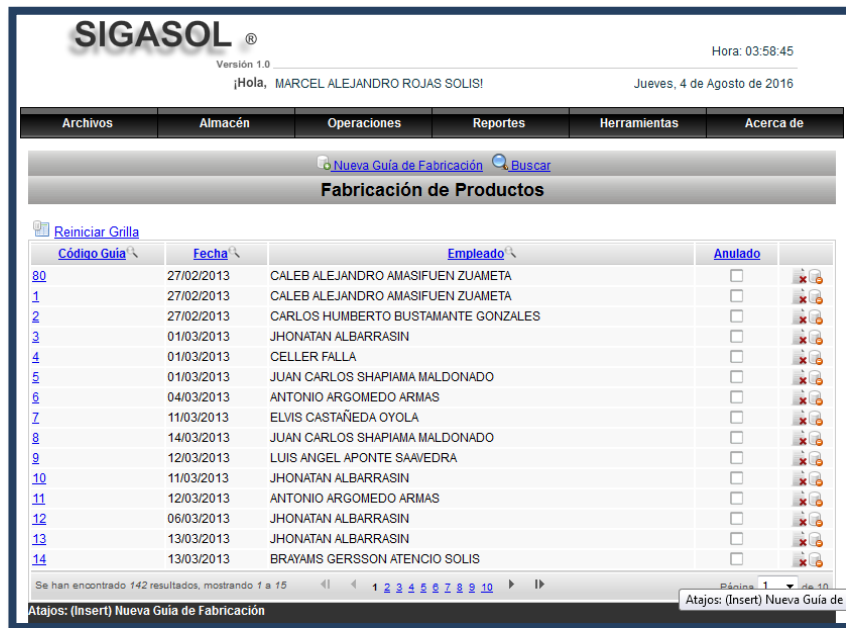 SIGASOL ®
Versión 1.0
Hora: 03:58:45
¡Hola, MARCEL ALEJANDRO ROJAS SOLIS!
Jueves, 4 de Agosto de 2016
Archivos Almacén Operaciones Reportes Herramientas Acerca de
Nueva Guía de Fabricación Buscar
Fabricación de Productos
Reiniciar Grilla
Código Guía Fecha Empleado Anulado
80 27/02/2013 CALEB ALEJANDRO AMASIFUEN ZUAMETA
1 27/02/2013 CALEB ALEJANDRO AMASIFUEN ZUAMETA
2 27/02/2013 CARLOS HUMBERTO BUSTAMANTE GONZALES
3 01/03/2013 JHONATAN ALBARRASIN
4 01/03/2013 CELLER FALLA
5 01/03/2013 JUAN CARLOS SHAPIAMA MALDONADO
6 04/03/2013 ANTONIO ARGOMEDO ARMAS
7 11/03/2013 ELVIS CASTAÑEDA OYOLA
8 14/03/2013 JUAN CARLOS SHAPIAMA MALDONADO
9 12/03/2013 LUIS ANGEL APONTE SAAVEDRA
10 11/03/2013 JHONATAN ALBARRASIN
11 12/03/2013 ANTONIO ARGOMEDO ARMAS
12 06/03/2013 JHONATAN ALBARRASIN
13 13/03/2013 JHONATAN ALBARRASIN
14 13/03/2013 BRAYAMS GERSSON ATENCIO SOLIS
Se han encontrado 142 resultados, mostrando 1 a 15 1 2 3 4 5 6 7 8 9 10 Página 1 de 10
Atajos: (Insert) Nueva Guía de
Atajos: (Insert) Nueva Guía de Fabricación